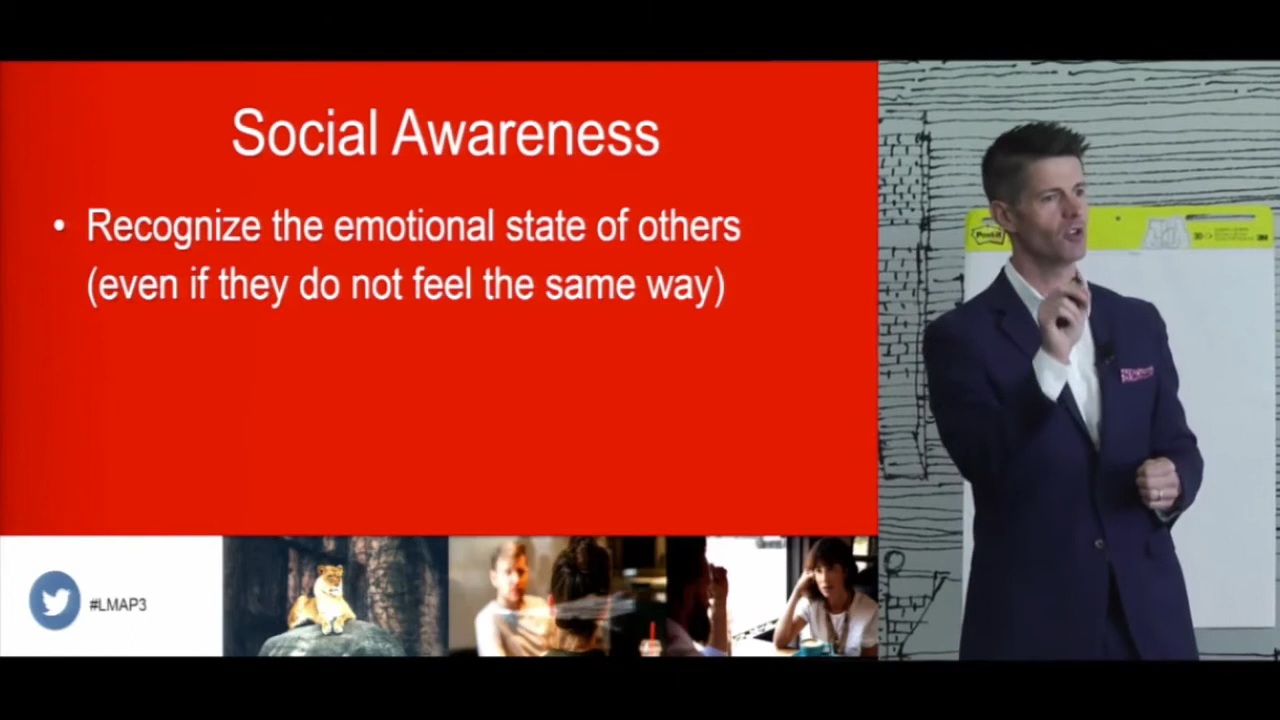 Social Awareness
• Recognize the emotional state of others
(even if they do not feel the same way)
#LMAP3
Post-it
3M